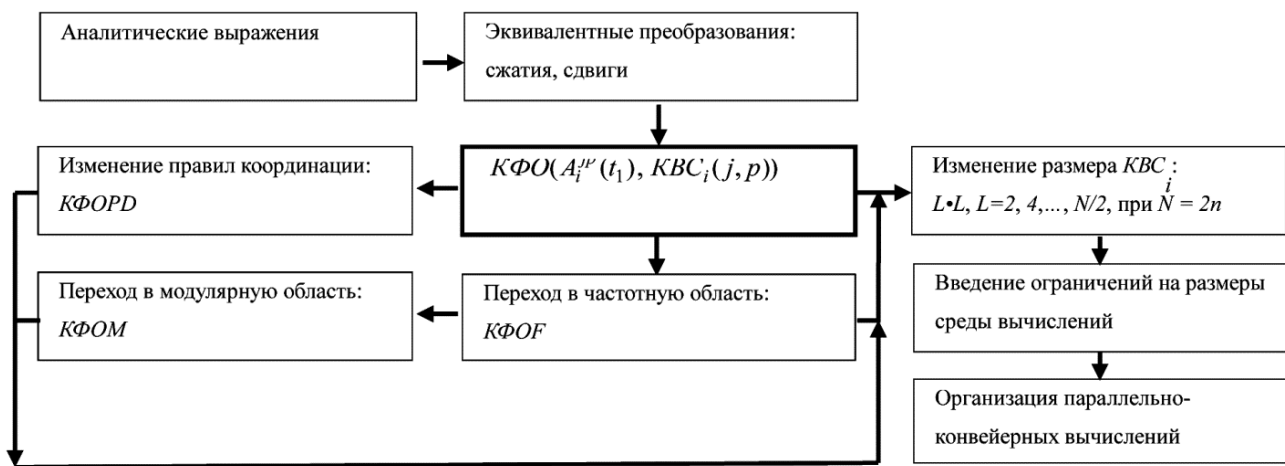 Аналитические выражения
Эквивалентные преобразования:
сжатия, сдвиги
Изменение правил координации:
КФОPD
КФО(A_i^{jp}(t_1), КВС_i(j, p))
Изменение размера КВС_i:
L•L, L=2, 4,..., N/2, при N = 2n
Переход в модулярную область:
КФОМ
Переход в частотную область:
КФОF
Введение ограничений на размеры
среды вычислений
Организация параллельно-
конвейерных вычислений